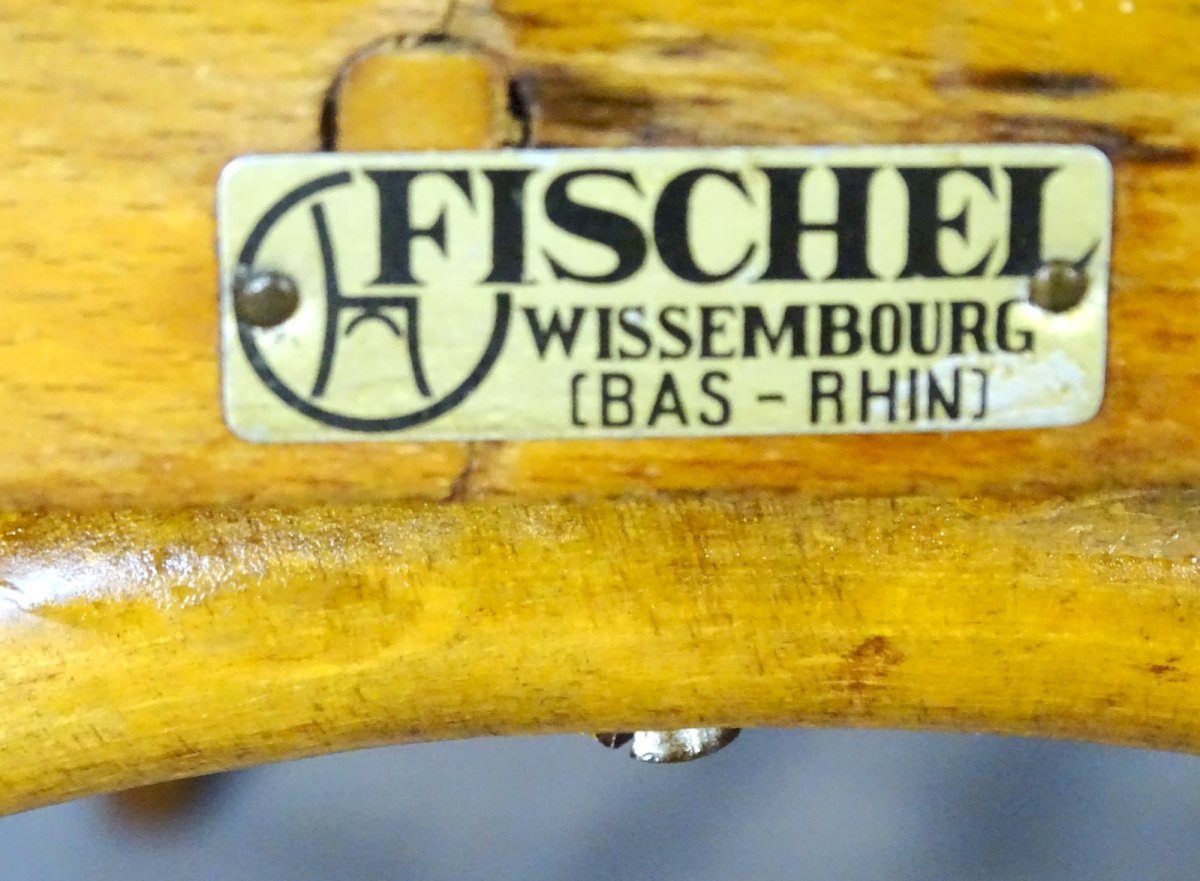 FISCHEL
WISSEMBOURG
(BAS - RHIN)